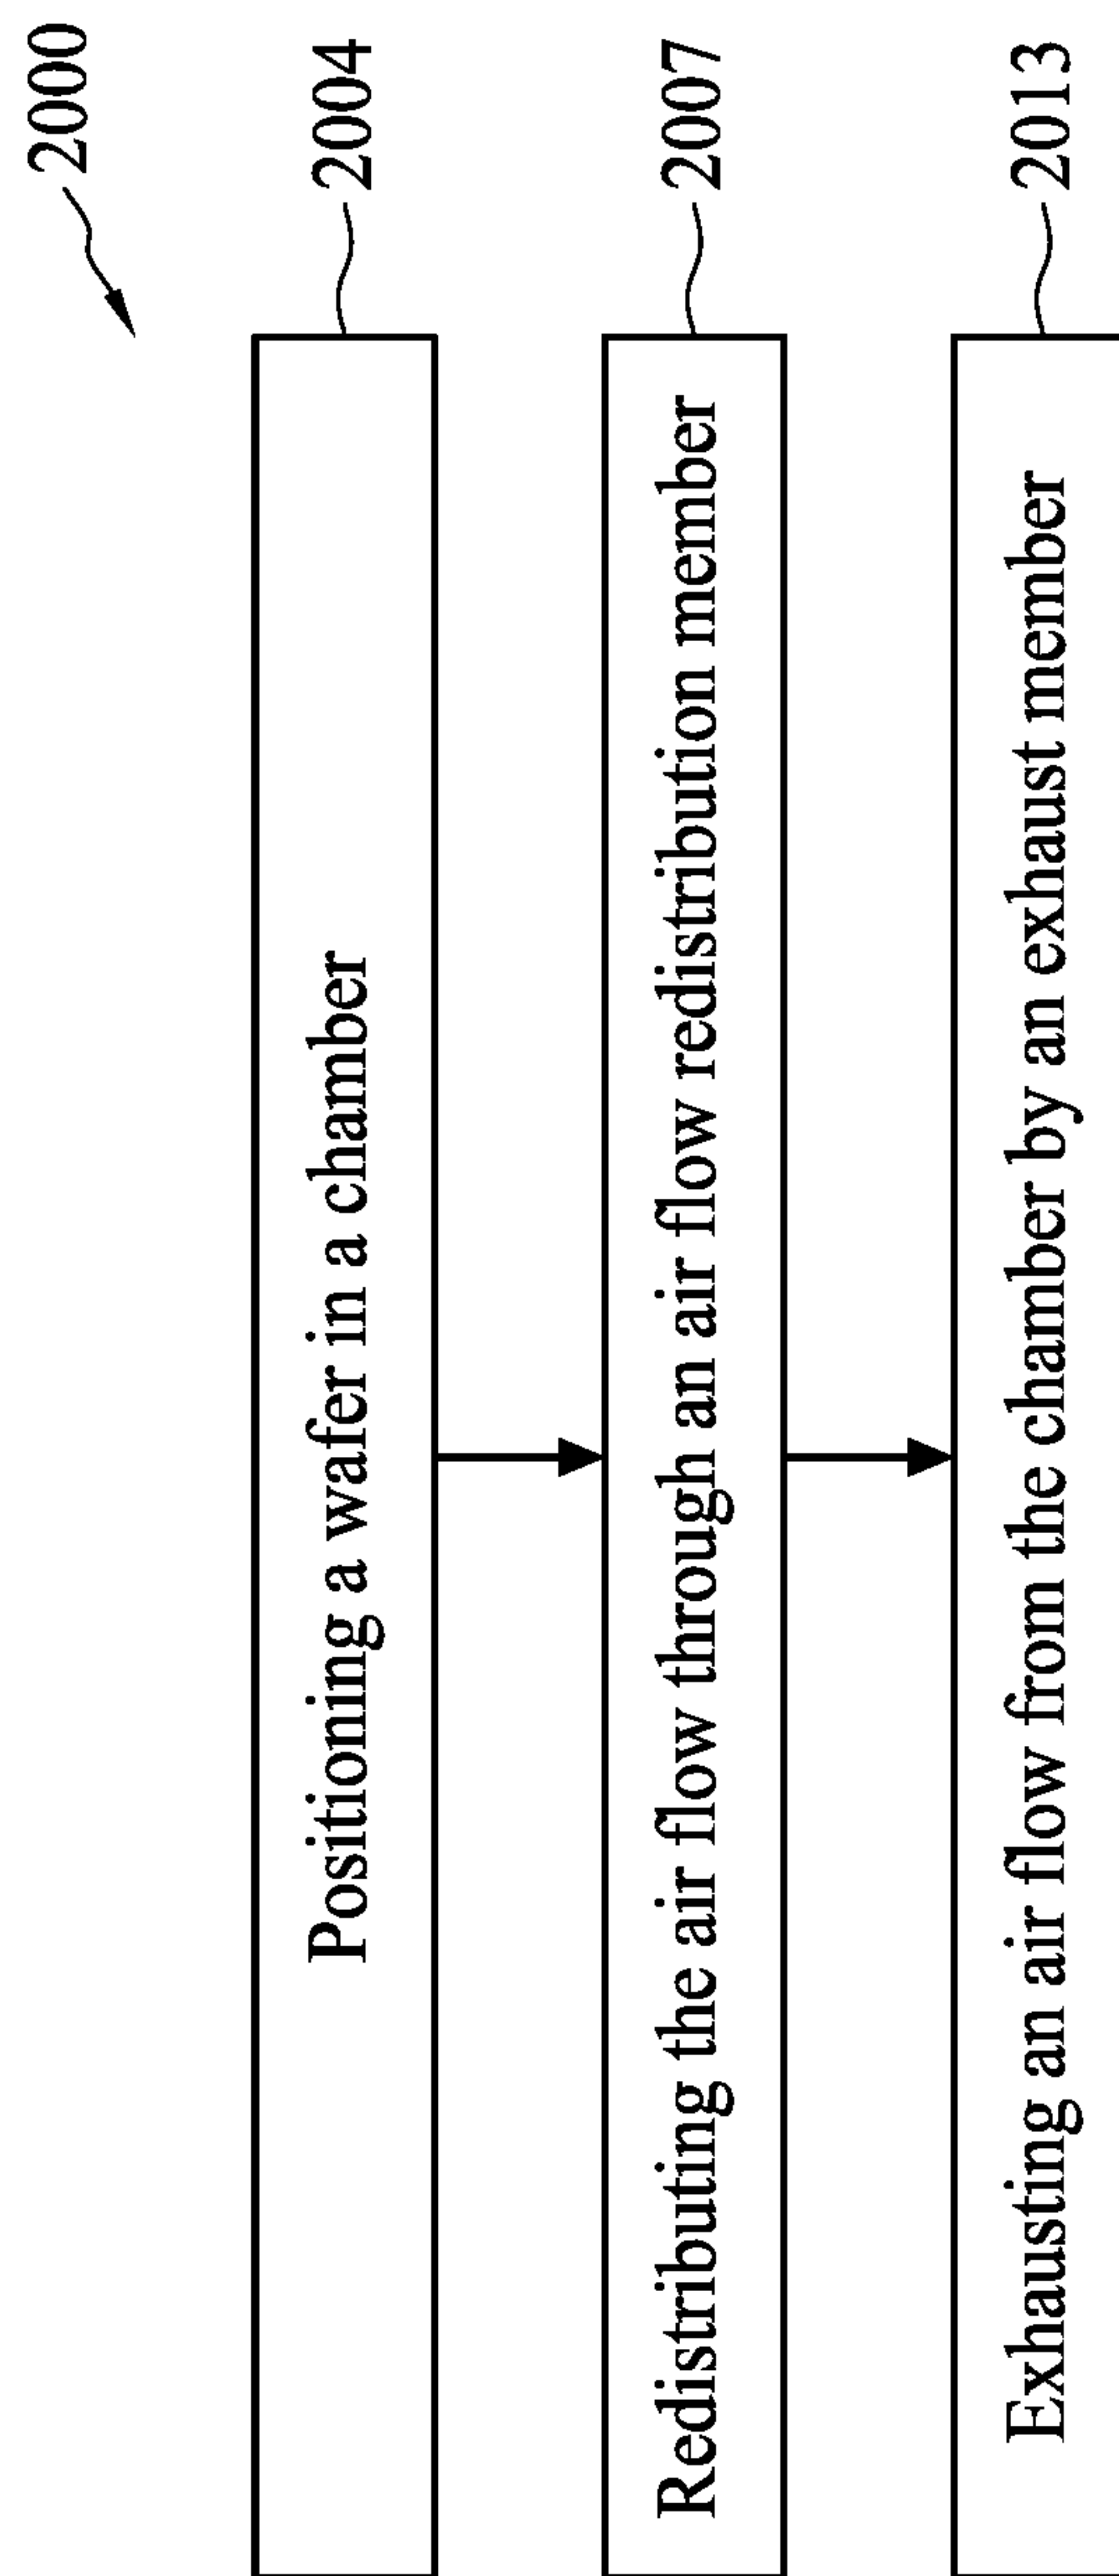 2000
Positioning a wafer in a chamber
2004
Redistributing the air flow through an air flow redistribution member
2007
Exhausting an air flow from the chamber by an exhaust member
2013